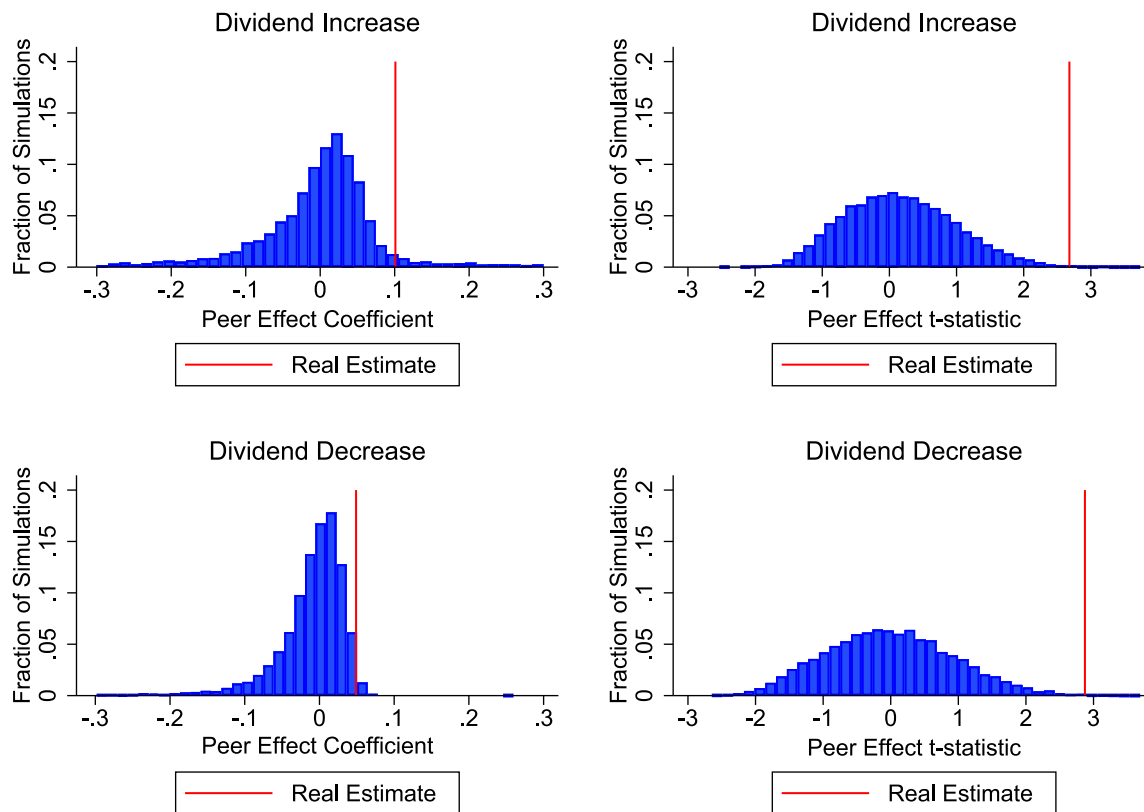 Dividend Increase
Fraction of Simulations
0 .05 .1 .15 .2
-.3 -.2 -.1 0 .1 .2 .3
Peer Effect Coefficient
Real Estimate
Dividend Increase
Fraction of Simulations
0 .05 .1 .15 .2
-3 -2 -1 0 1 2 3
Peer Effect t-statistic
Real Estimate
Dividend Decrease
Fraction of Simulations
0 .05 .1 .15 .2
-.3 -.2 -.1 0 .1 .2 .3
Peer Effect Coefficient
Real Estimate
Dividend Decrease
Fraction of Simulations
0 .05 .1 .15 .2
-3 -2 -1 0 1 2 3
Peer Effect t-statistic
Real Estimate